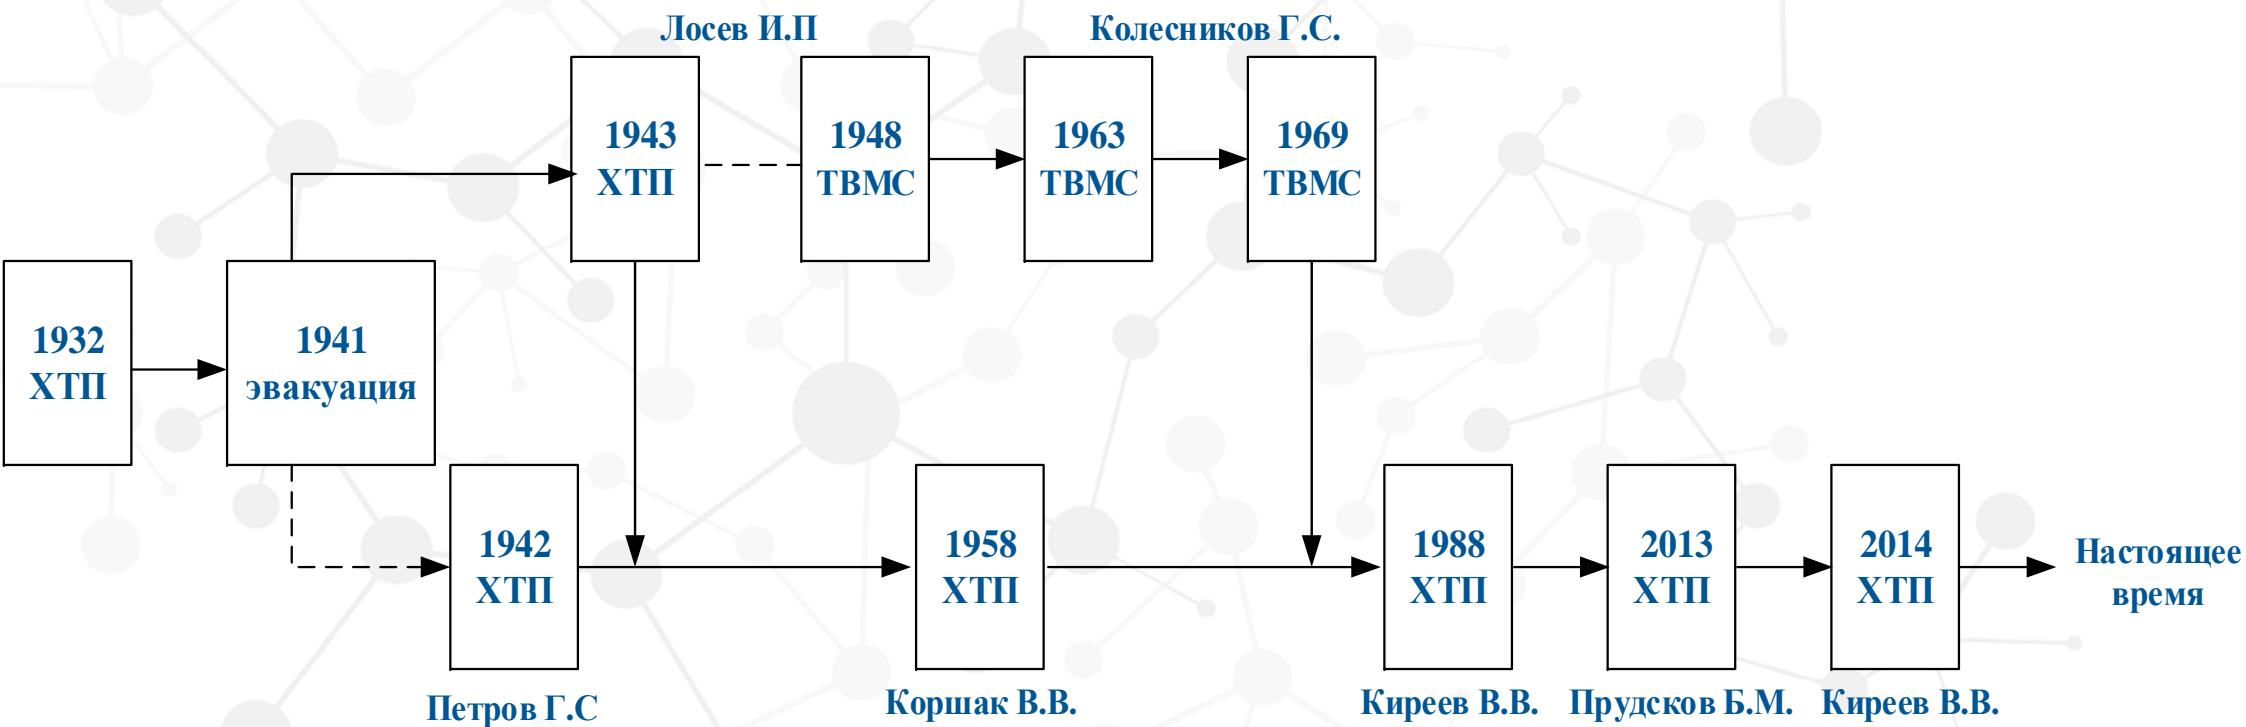 Лосев И.П
Колесников Г.С.
1943
ХТП
1948
ТВМС
1963
ТВМС
1969
ТВМС
1932
ХТП
1941
эвакуация
1942
ХТП
1958
ХТП
1988
ХТП
2013
ХТП
2014
ХТП
Настоящее
время
Петров Г.С
Коршак В.В.
Киреев В.В.
Прудсков Б.М.
Киреев В.В.